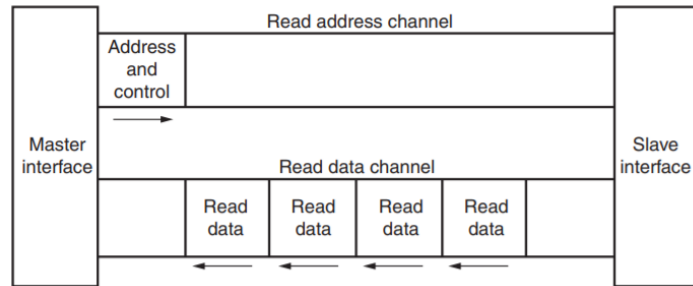 Read address channel
Address
and
control
Master
interface
Slave
interface
Read data channel
Read
data
Read
data
Read
data
Read
data